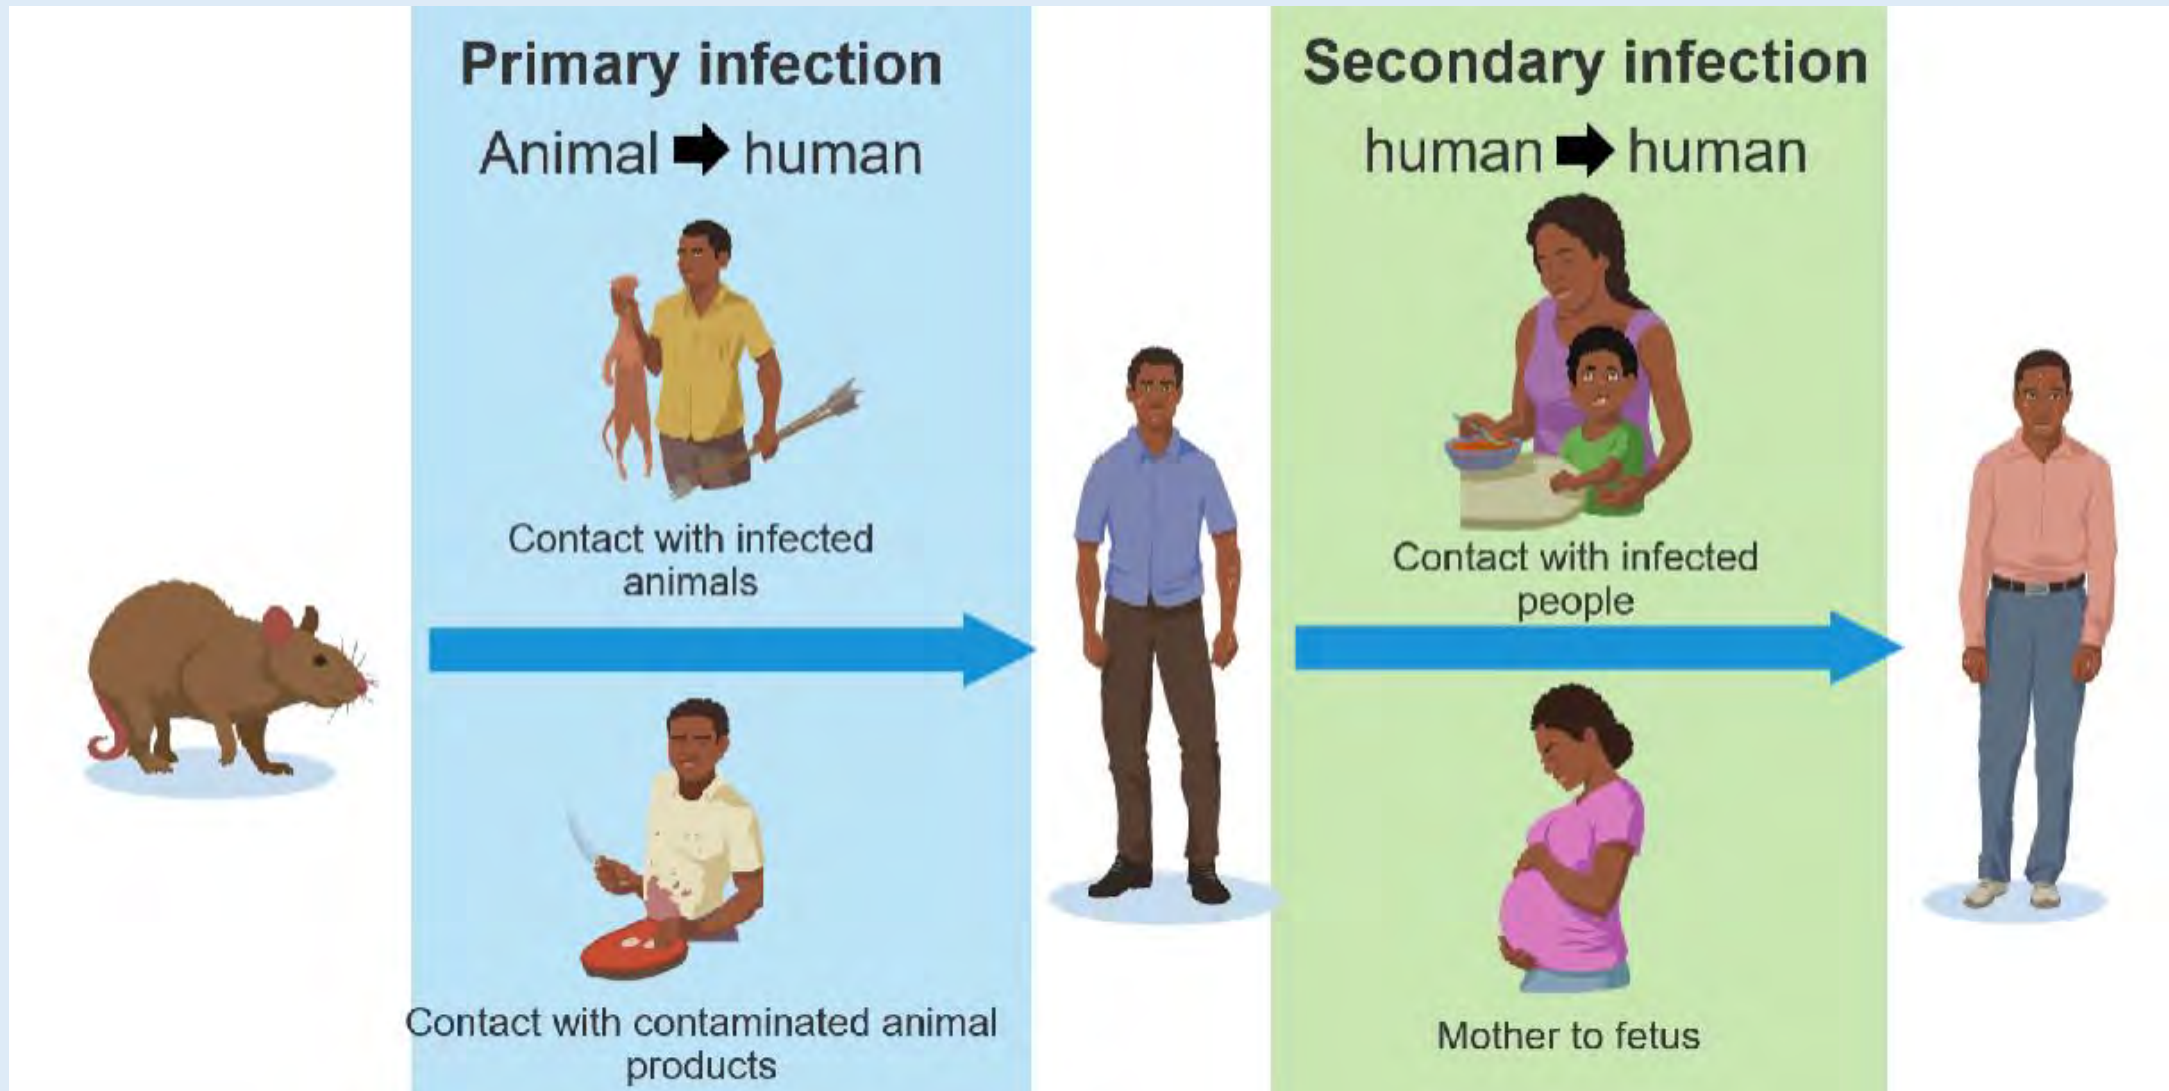 Primary infection
Animal ➡ human
Contact with infected
animals
Contact with contaminated animal
products
Secondary infection
human ➡ human
Contact with infected
people
Mother to fetus